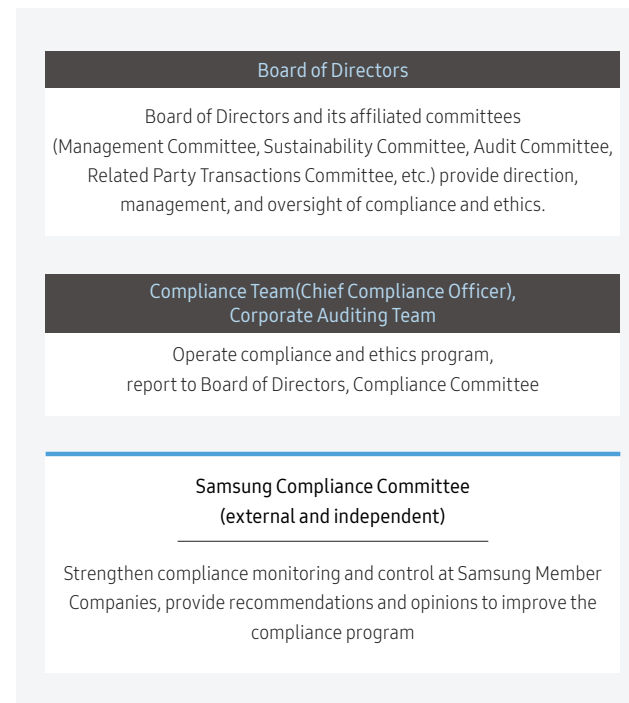 Board of Directors
Board of Directors and its affiliated committees
(Management Committee, Sustainability Committee, Audit Committee,
Related Party Transactions Committee, etc.) provide direction,
management, and oversight of compliance and ethics.
Compliance Team(Chief Compliance Officer),
Corporate Auditing Team
Operate compliance and ethics program,
report to Board of Directors, Compliance Committee
Samsung Compliance Committee
(external and independent)
Strengthen compliance monitoring and control at Samsung Member
Companies, provide recommendations and opinions to improve the
compliance program